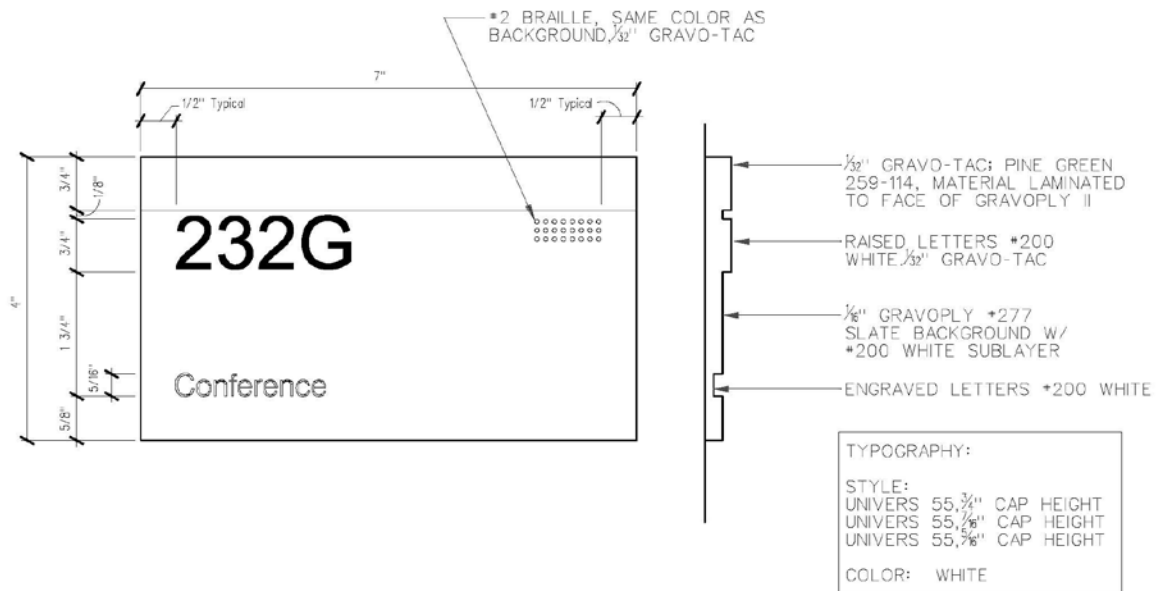 #2 BRAILLE, SAME COLOR AS
BACKGROUND, 1/32" GRAVO-TAC
7"
1/2" Typical
1/2" Typical
3/4"
1/8"
3/4"
4"
1 3/4"
5/16"
5/8"
232G
Conference
1/32" GRAVO-TAC; PINE GREEN
259-114, MATERIAL LAMINATED
TO FACE OF GRAVOPLY II
RAISED LETTERS #200
WHITE 1/32" GRAVO-TAC
1/16" GRAVOPLY #277
SLATE BACKGROUND W/
#200 WHITE SUBLAYER
ENGRAVED LETTERS #200 WHITE
TYPOGRAPHY:
STYLE:
UNIVERS 55, 3/4" CAP HEIGHT
UNIVERS 55, 7/16" CAP HEIGHT
UNIVERS 55, 5/16" CAP HEIGHT
COLOR: WHITE